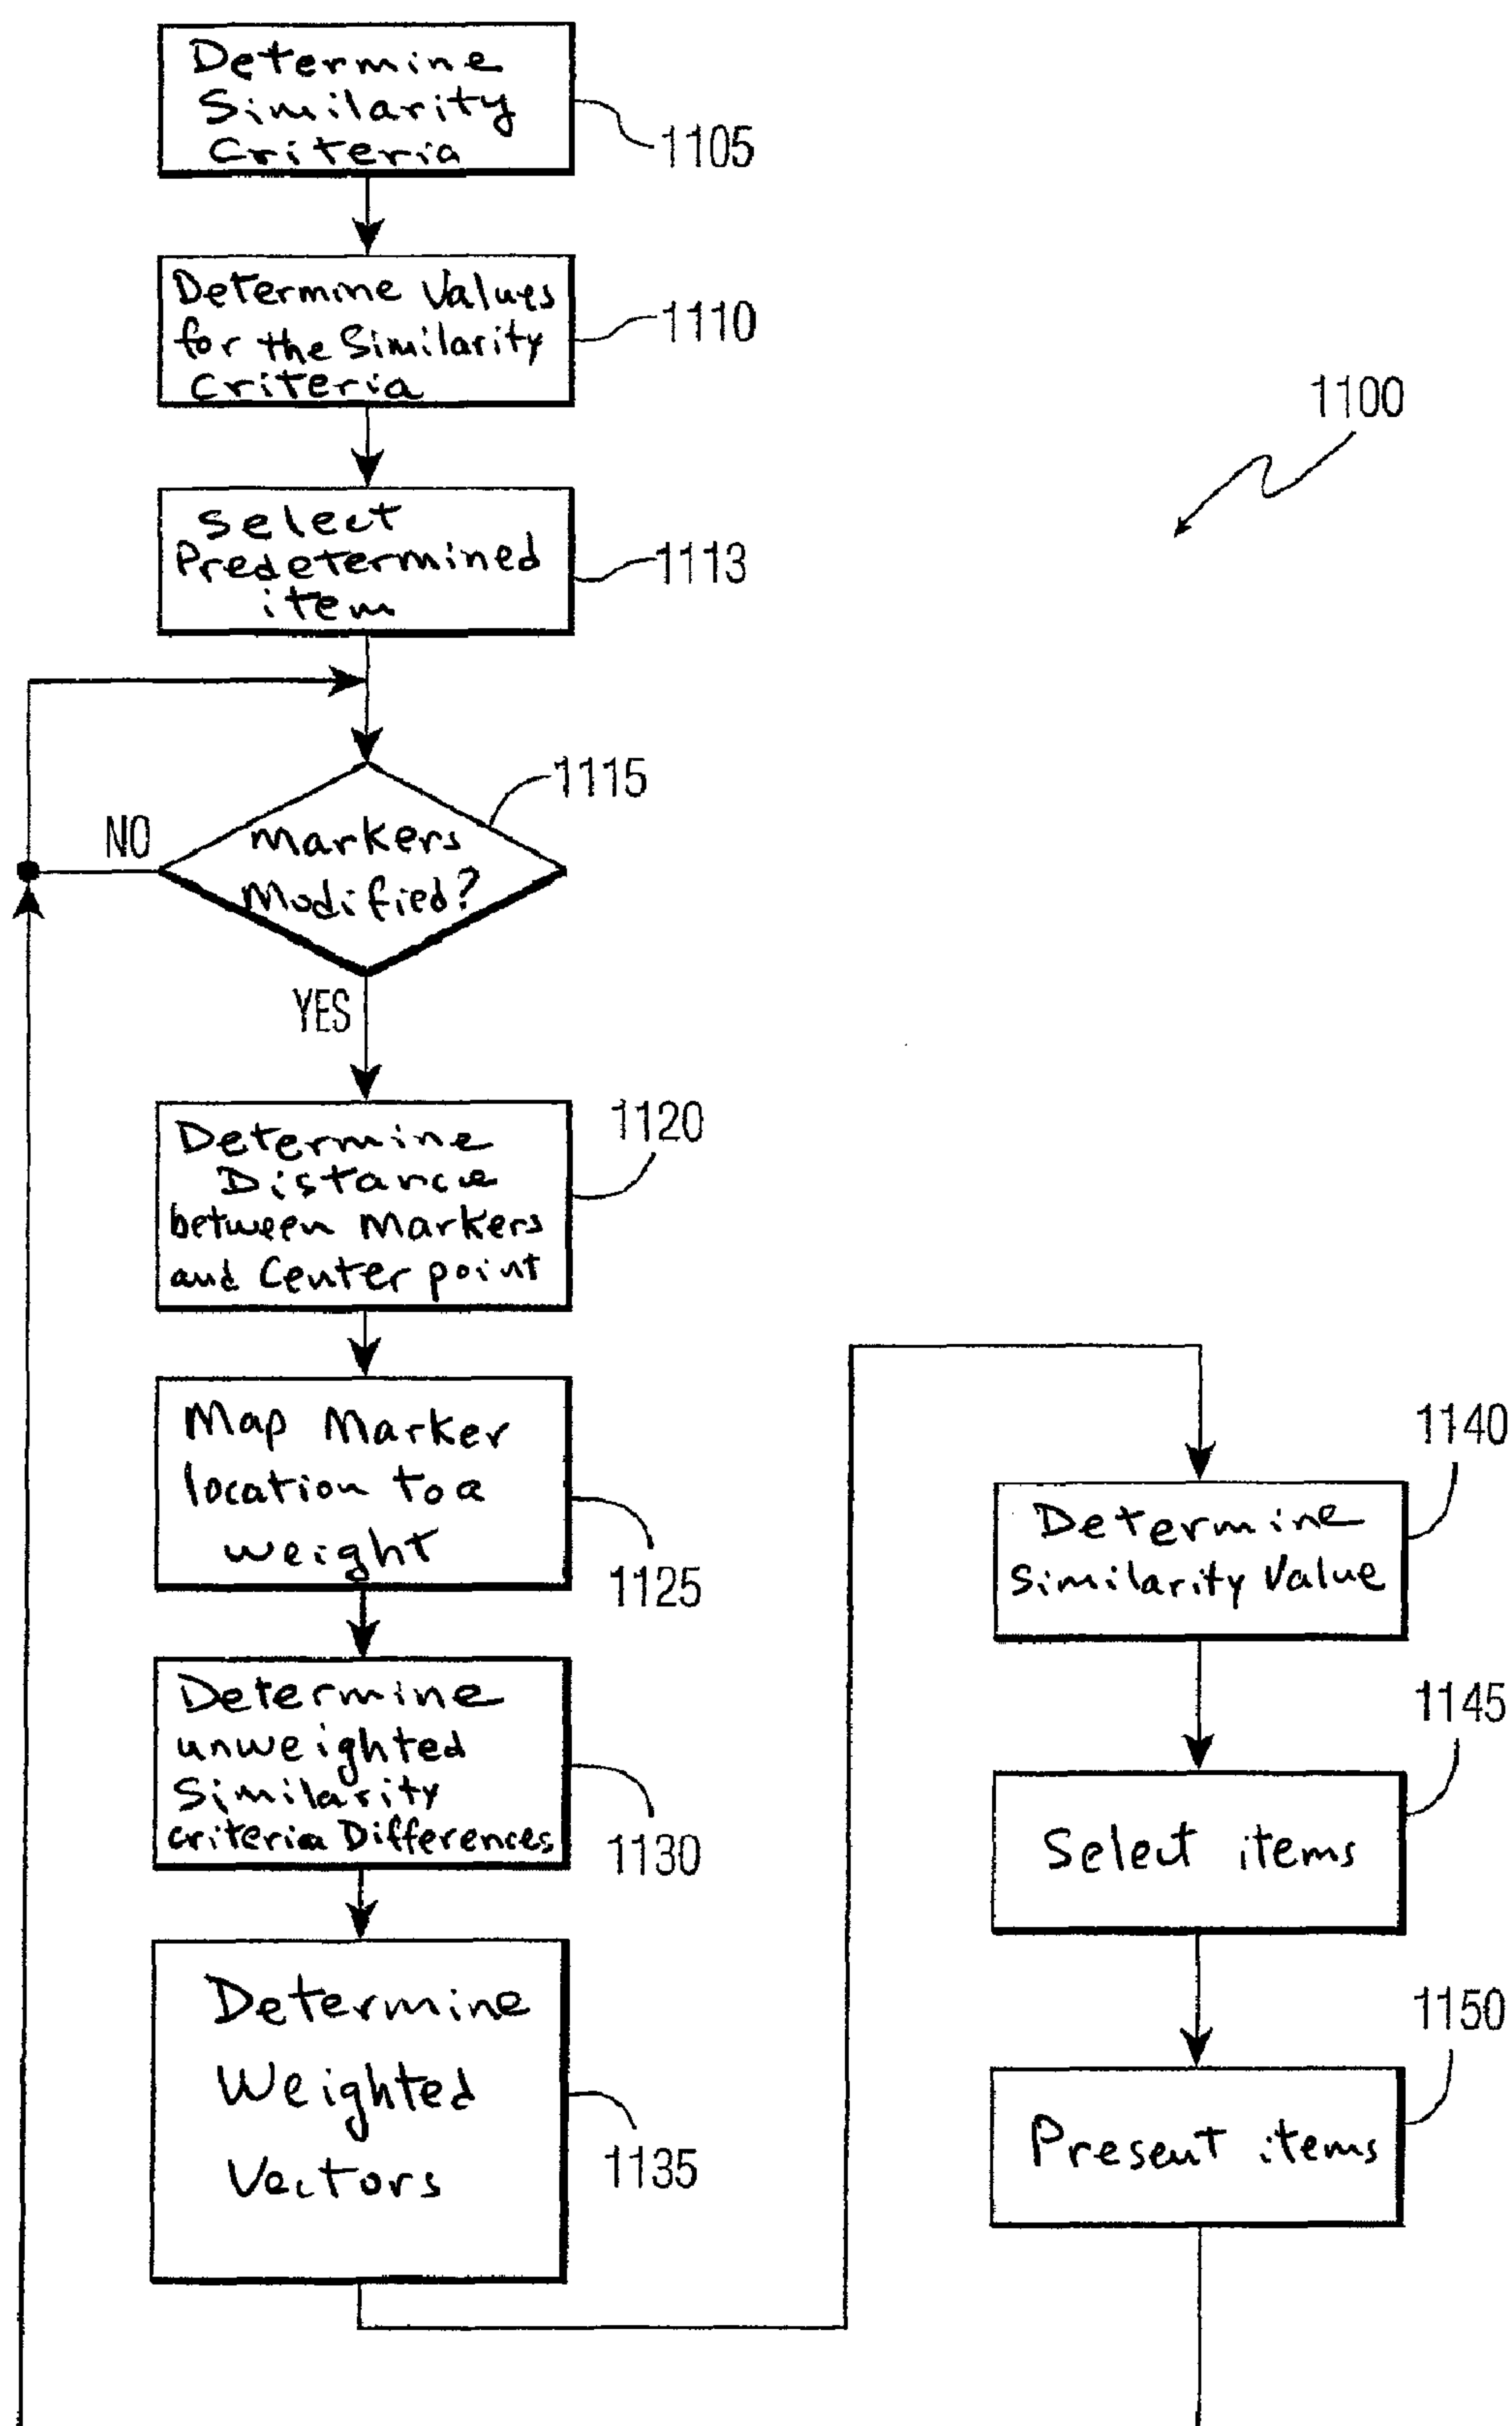 Determine
Similarity
Criteria
1105
Determine Values
for the Similarity
Criteria
1110
1100
Select
Predetermined
item
1113
1115
NO
Markers
Modified?
YES
Determine
Distance
between Markers
and Center point
1120
Map Marker
location to a
weight
1125
Determine
unweighted
Similarity
criteria Differences
1130
Determine
Weighted
Vectors
1135
1140
Determine
Similarity Value
1145
Select items
1150
Present items